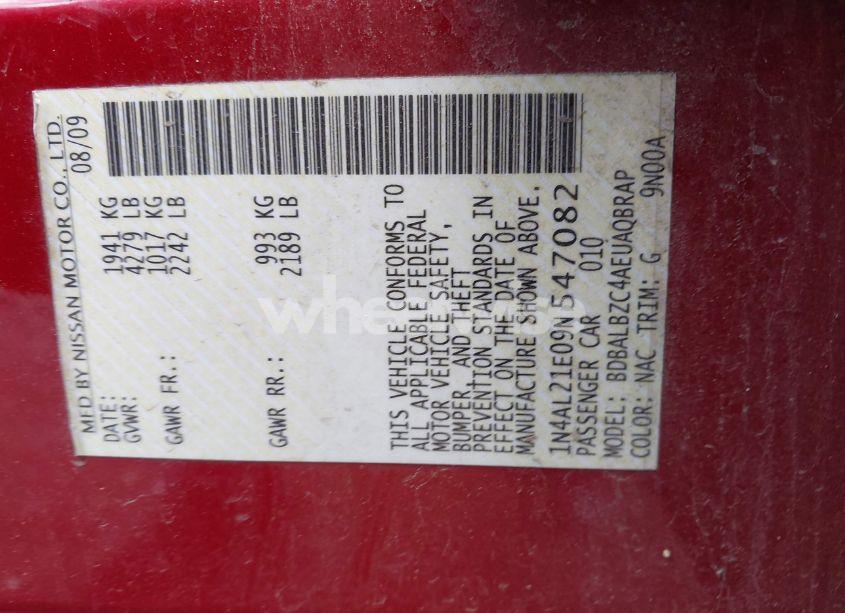 MFD BY NISSAN MOTOR CO., LTD.
DATE: 08/09
GVWR: 1941 KG
4279 LB
GAWR FR.: 1017 KG
2242 LB
GAWR RR.: 993 KG
2189 LB
THIS VEHICLE CONFORMS TO
ALL APPLICABLE FEDERAL
MOTOR VEHICLE SAFETY,
BUMPER, AND THEFT
PREVENTION STANDARDS IN
EFFECT ON THE DATE OF
MANUFACTURE SHOWN ABOVE.
1N4AL21E09N547082
PASSENGER CAR 010
MODEL: BDBALBZC4AEUAQBRAP
COLOR: NAC TRIM: G 9N00A